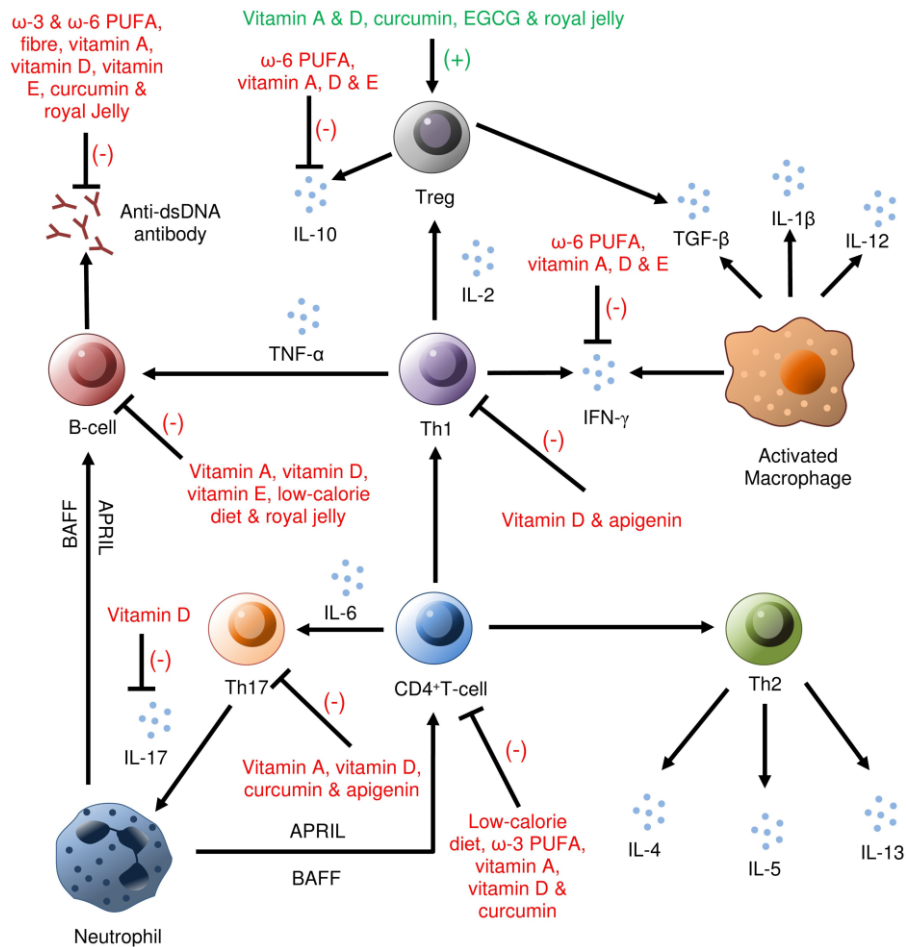 ω-3 & ω-6 PUFA,
fibre, vitamin A,
vitamin D, vitamin
E, curcumin &
royal Jelly
(-)
Anti-dsDNA
antibody
Vitamin A & D, curcumin, EGCG & royal jelly
(+)
ω-6 PUFA,
vitamin A, D & E
(-)
IL-10
Treg
TGF-β
IL-1β
IL-12
IL-2
ω-6 PUFA,
vitamin A, D & E
(-)
TNF-α
B-cell
Th1
IFN-γ
Activated
Macrophage
(-)
Vitamin A, vitamin D,
vitamin E, low-calorie
diet & royal jelly
(-)
Vitamin D & apigenin
BAFF
APRIL
Vitamin D
(-)
IL-17
IL-6
Th17
CD4⁺T-cell
Th2
(-)
Vitamin A, vitamin D,
curcumin & apigenin
(-)
Low-calorie
diet, ω-3 PUFA,
vitamin A,
vitamin D &
curcumin
APRIL
BAFF
Neutrophil
IL-4
IL-5
IL-13